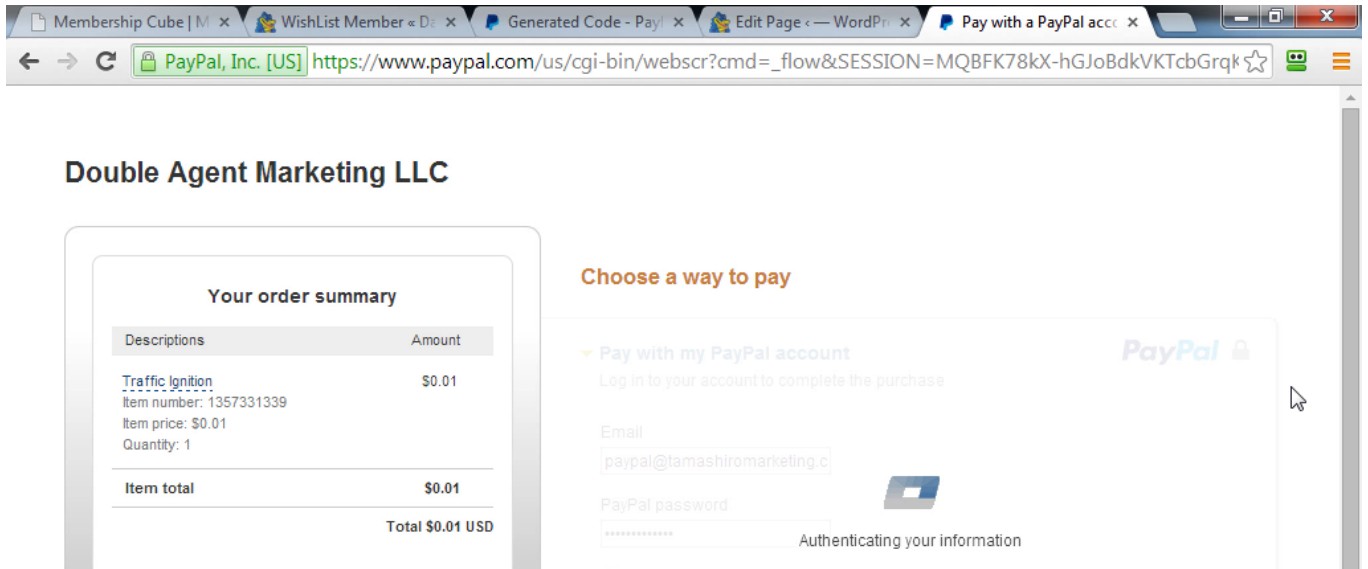 Membership Cube | M
WishList Member « Da
Generated Code - Payl
Edit Page ‹ — WordPr
Pay with a PayPal acco
PayPal, Inc. [US]
https://www.paypal.com/us/cgi-bin/webscr?cmd=_flow&SESSION=MQBFK78kX-hGJoBdkVKTcbGrqk
Double Agent Marketing LLC
Your order summary
Descriptions Amount
Traffic Ignition $0.01
Item number: 1357331339
Item price: $0.01
Quantity: 1
Item total $0.01
Total $0.01 USD
Choose a way to pay
Pay with my PayPal account
PayPal
Log in to your account to complete the purchase
Email
paypal@tamashiromarketing.c
PayPal password
Authenticating your information